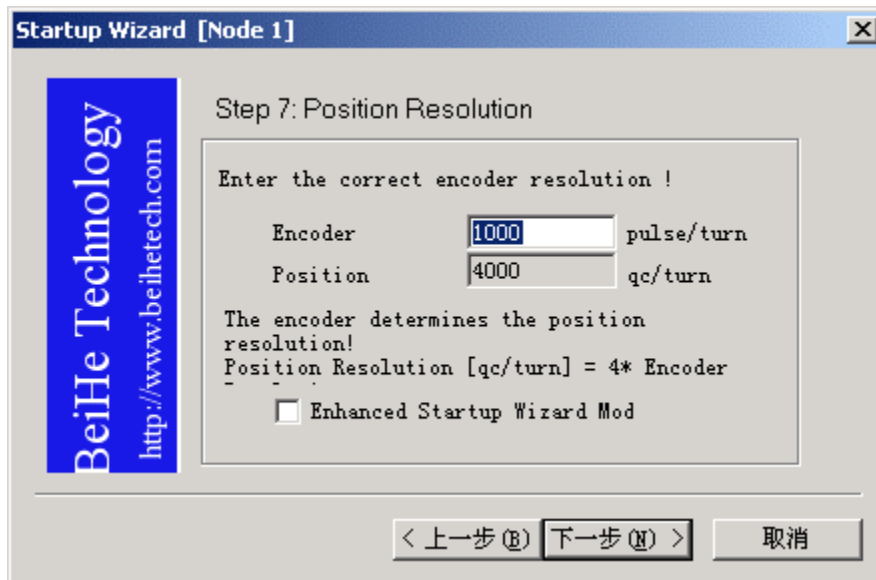 Startup Wizard [Node 1]
BeiHe Technology
http://www.beihetech.com
Step 7: Position Resolution
Enter the correct encoder resolution !
Encoder 1000 pulse/turn
Position 4000 qc/turn
The encoder determines the position
resolution!
Position Resolution [qc/turn] = 4* Encoder
Enhanced Startup Wizard Mod
< 上一步(B) 下一步(N) > 取消